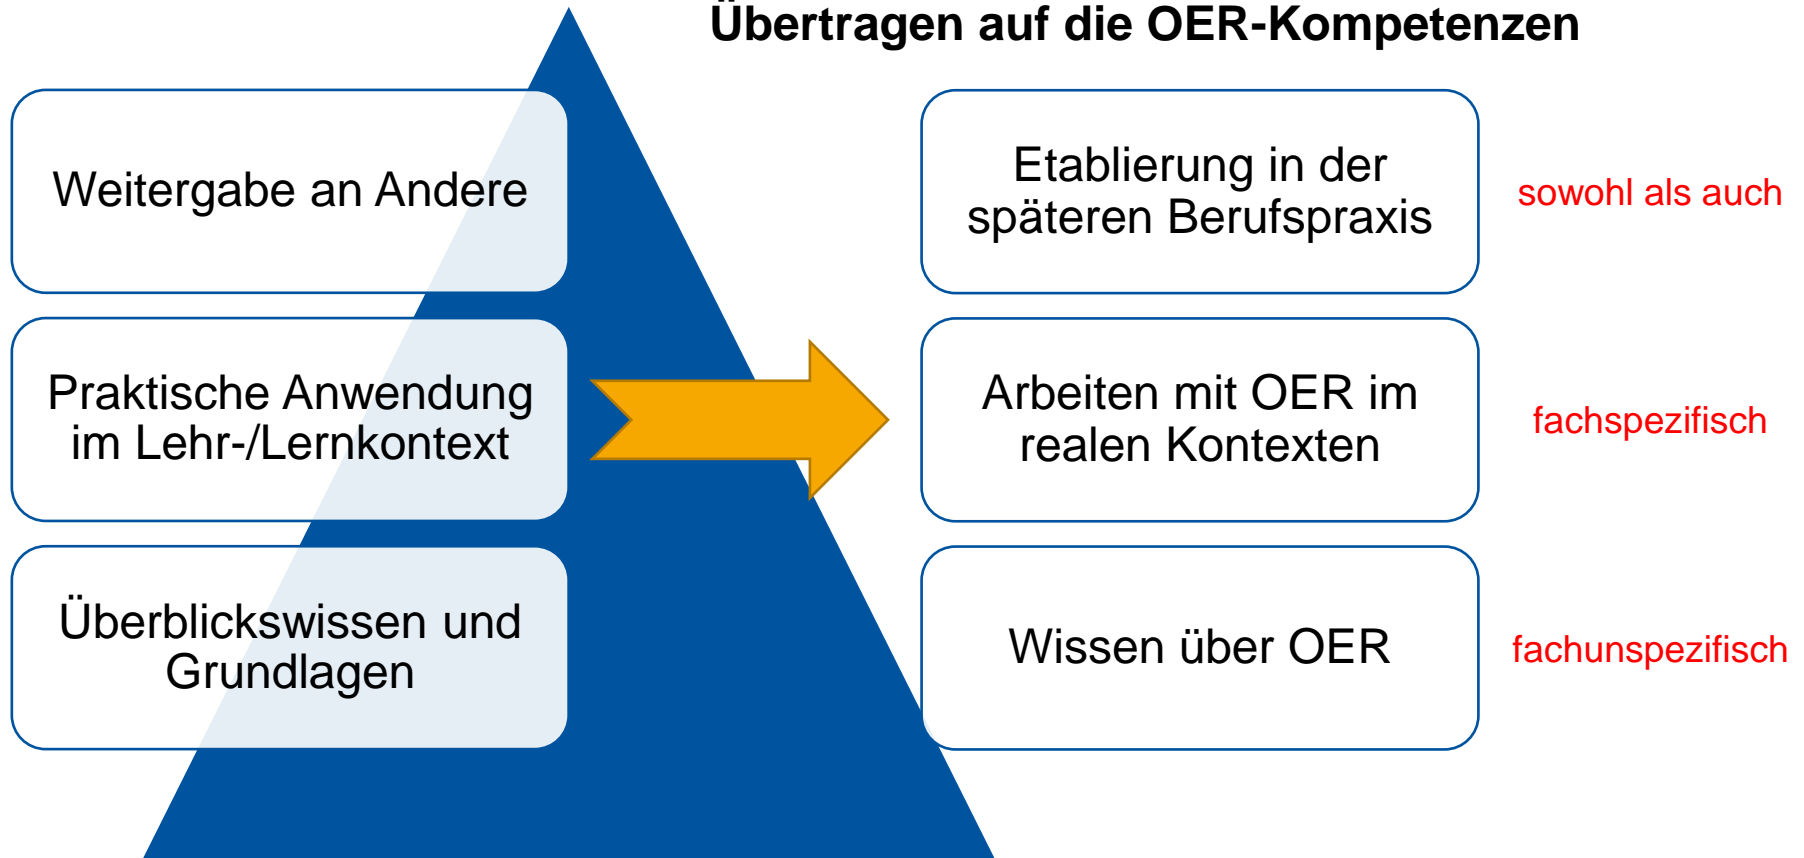 Übertragen auf die OER-Kompetenzen
Weitergabe an Andere
Etablierung in der
späteren Berufspraxis
sowohl als auch
Praktische Anwendung
im Lehr-/Lernkontext
Arbeiten mit OER im
realen Kontexten
fachspezifisch
Überblickswissen und
Grundlagen
Wissen über OER
fachunspezifisch